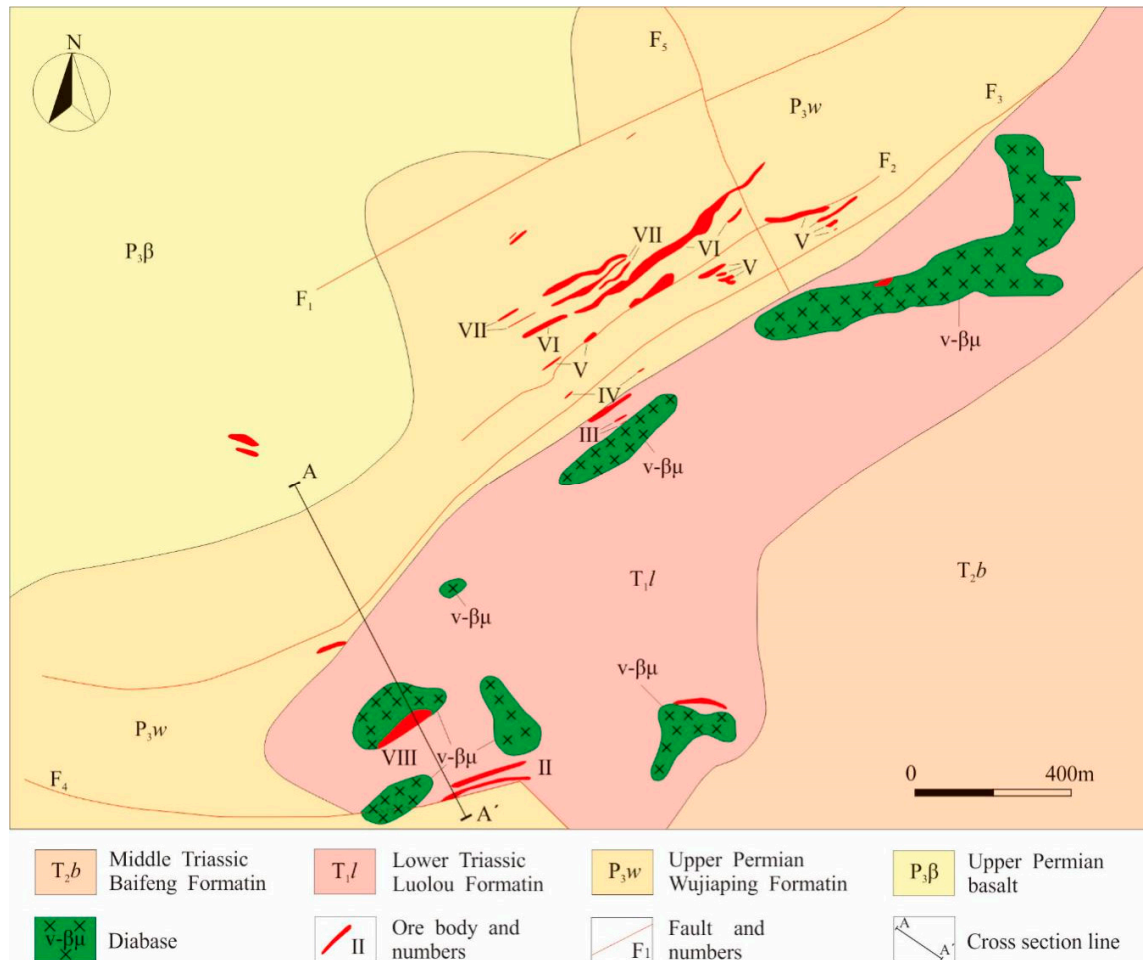 N
F₅
P₃w
F₃
F₂
P₃β
VII
VI
V
F₁
V
VII
VI
v-βμ
V
IV
III
v-βμ
A
T₁l
T₂b
v-βμ
v-βμ
P₃w
VIII
v-βμ
II
F₄
A´
0 400m
T₂b Middle Triassic Baifeng Formatin
T₁l Lower Triassic Luolou Formatin
P₃w Upper Permian Wujiaping Formatin
P₃β Upper Permian basalt
v-βμ Diabase
II Ore body and numbers
F₁ Fault and numbers
A A´ Cross section line